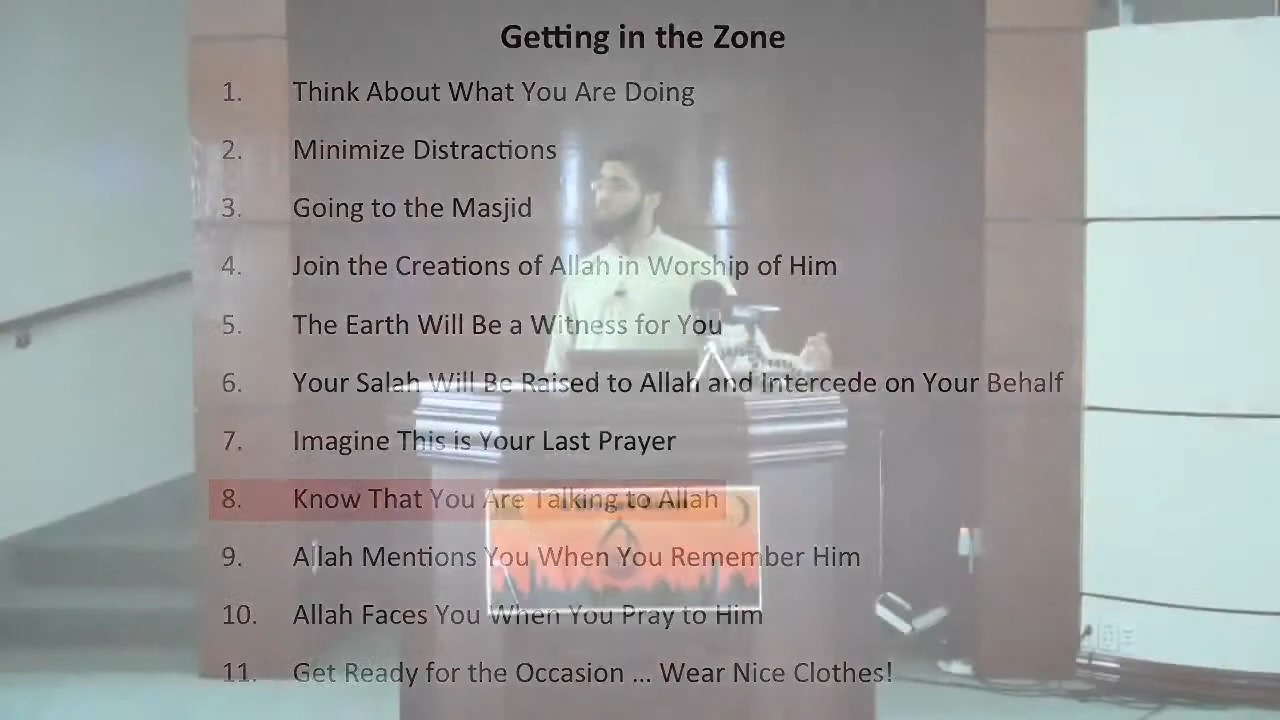 Getting in the Zone
1. Think About What You Are Doing
2. Minimize Distractions
3. Going to the Masjid
4. Join the Creations of Allah in Worship of Him
5. The Earth Will Be a Witness for You
6. Your Salah Will Be Raised to Allah and Intercede on Your Behalf
7. Imagine This is Your Last Prayer
8. Know That You Are Talking to Allah
9. Allah Mentions You When You Remember Him
10. Allah Faces You When You Pray to Him
11. Get Ready for the Occasion ... Wear Nice Clothes!